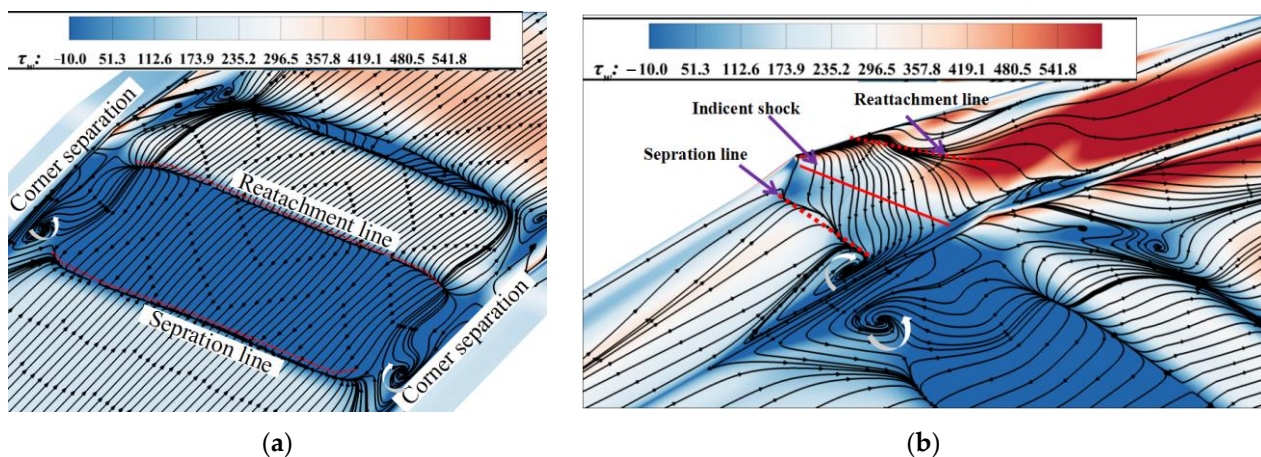 τw: −10.0 51.3 112.6 173.9 235.2 296.5 357.8 419.1 480.5 541.8
Corner separation
Reattachment line
Sepration line
Corner separation
(a)
τw: −10.0 51.3 112.6 173.9 235.2 296.5 357.8 419.1 480.5 541.8
Indicent shock
Reattachment line
Sepration line
(b)